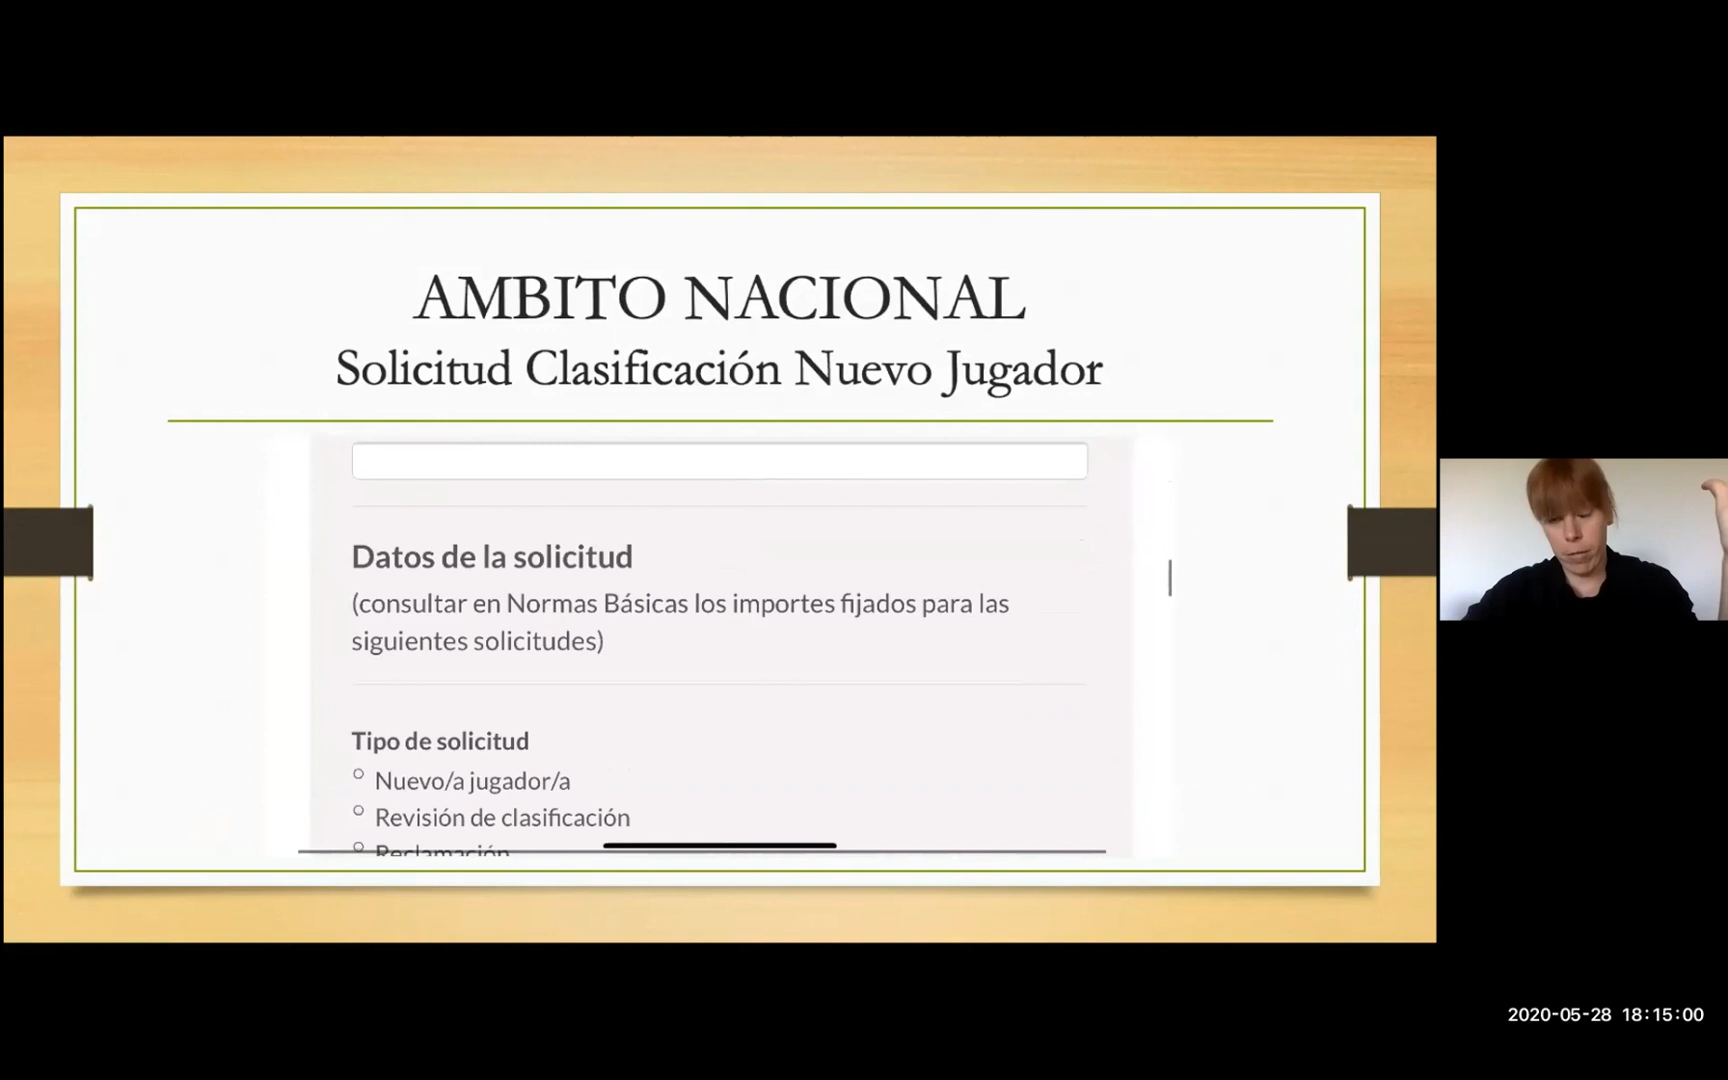 AMBITO NACIONAL
Solicitud Clasificación Nuevo Jugador
Datos de la solicitud
(consultar en Normas Básicas los importes fijados para las
siguientes solicitudes)
Tipo de solicitud
Nuevo/a jugador/a
Revisión de clasificación
Reclamación
2020-05-28 18:15:00